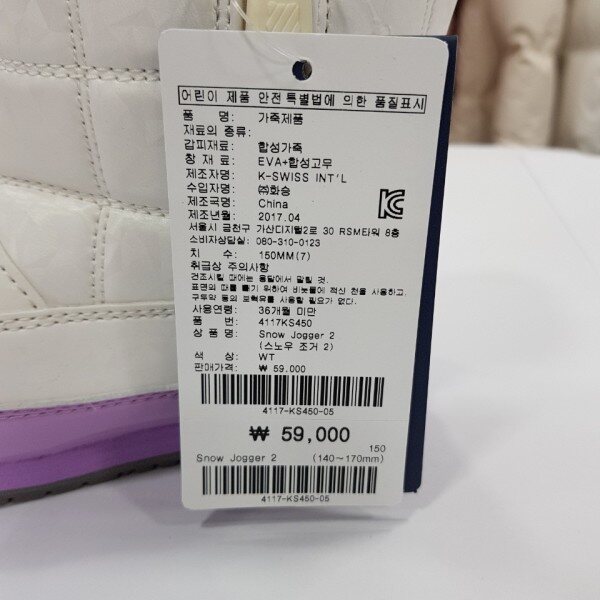 어린이 제품 안전 특별법에 의한 품질표시
품 명: 가죽제품
재료의 종류:
갑피재료: 합성가죽
창 재 료: EVA+합성고무
제조자명: K-SWISS INT'L
수입자명: ㈜화승
제조국명: China
제조년월: 2017.04
서울시 금천구 가산디지털2로 30 RSM타워 8층
소비자상담실: 080-310-0123
치 수: 150MM(7)
취급상 주의사항
건조시킬 때에는 응달에서 말릴 것.
표면의 때를 뺄기 위하여 비눗물에 적신 천을 사용하고,
구두약 등의 보혁유를 사용할 필요가 없다.
사용연령: 36개월 미만
품 번: 4117KS450
상 품 명: Snow Jogger 2
(스노우 조거 2)
색 상: WT
판매가격: ₩ 59.000
4117-KS450-05
₩ 59,000
150
Snow Jogger 2 (140~170mm)
4117-KS450-05